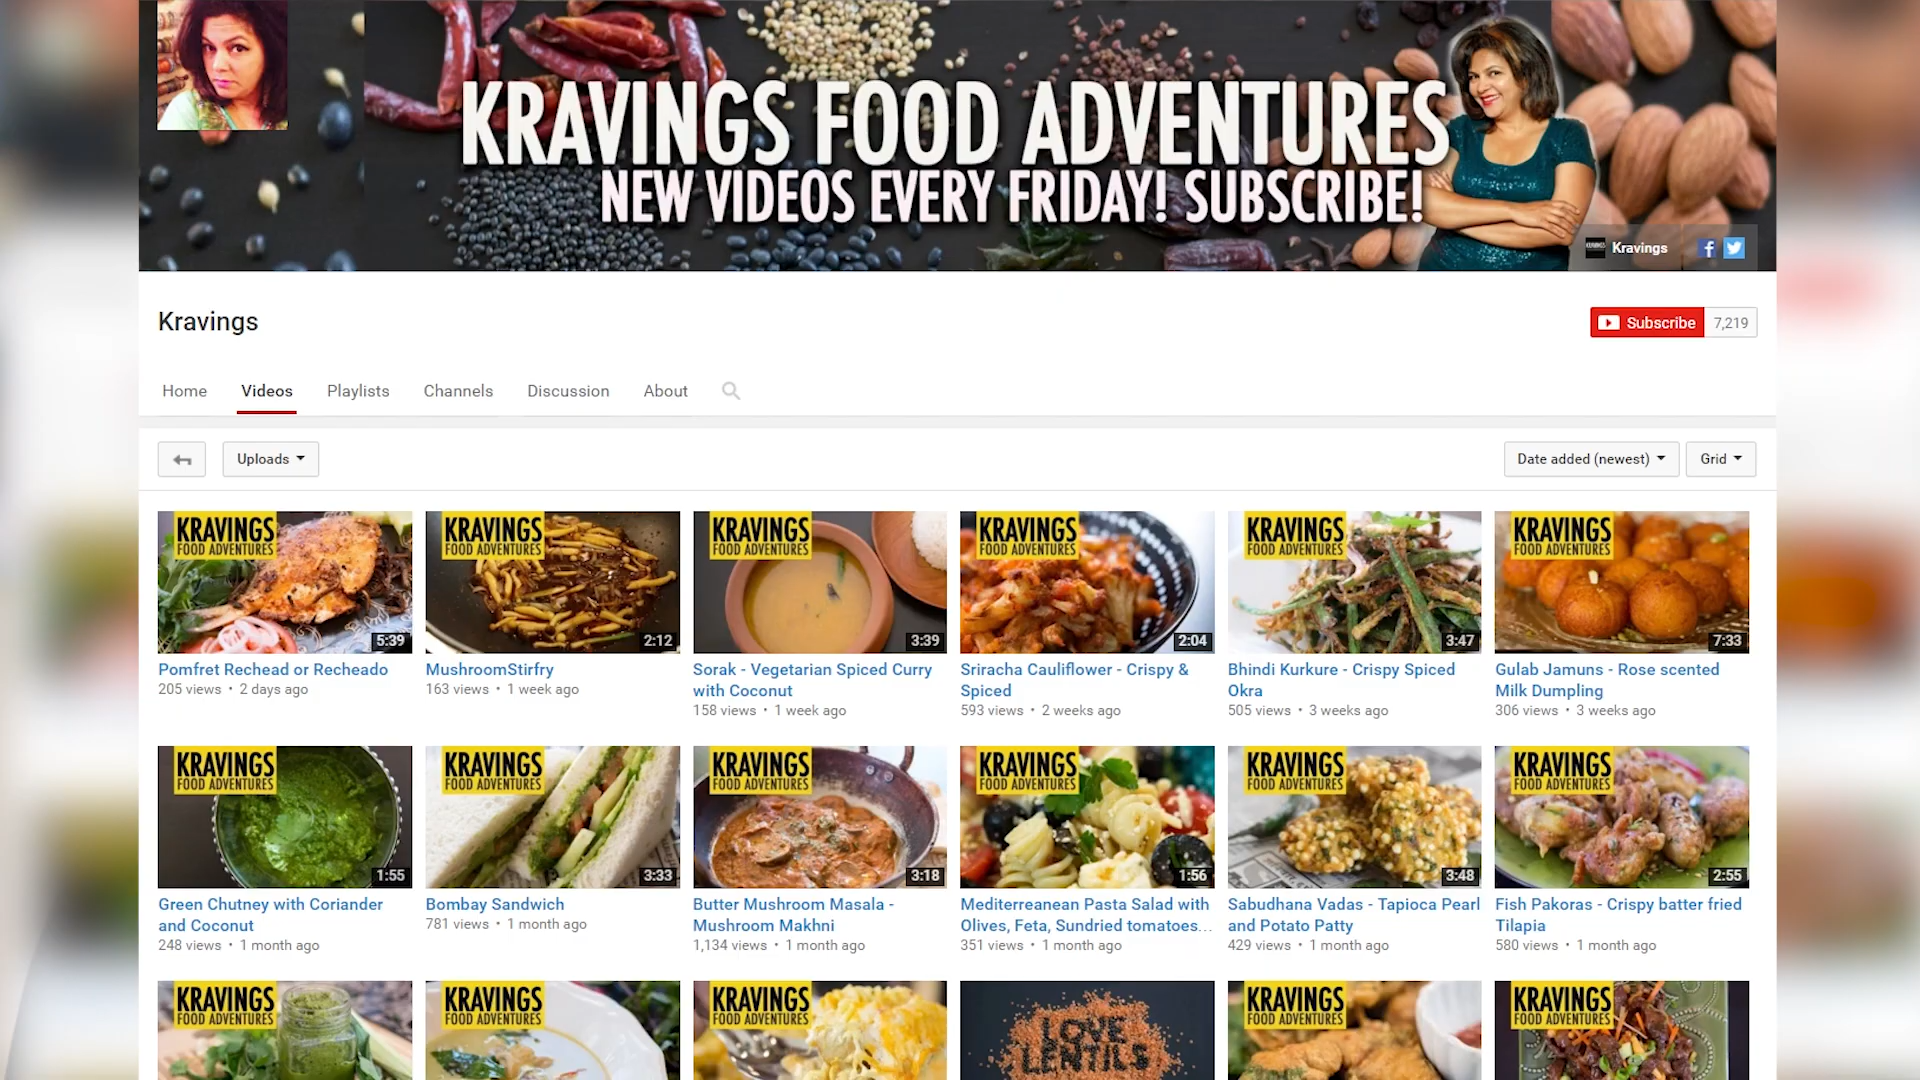 KRAVINGS FOOD ADVENTURES
NEW VIDEOS EVERY FRIDAY! SUBSCRIBE!
Kravings
Kravings
Subscribe 7,219
Home Videos Playlists Channels Discussion About
Uploads Date added (newest) Grid
KRAVINGS FOOD ADVENTURES 5:39
KRAVINGS FOOD ADVENTURES 2:12
KRAVINGS FOOD ADVENTURES 3:39
KRAVINGS FOOD ADVENTURES 2:04
KRAVINGS FOOD ADVENTURES 3:47
KRAVINGS FOOD ADVENTURES 7:33
Pomfret Rechead or Recheado
205 views • 2 days ago
MushroomStirfry
163 views • 1 week ago
Sorak - Vegetarian Spiced Curry
with Coconut
158 views • 1 week ago
Sriracha Cauliflower - Crispy &
Spiced
593 views • 2 weeks ago
Bhindi Kurkure - Crispy Spiced
Okra
505 views • 3 weeks ago
Gulab Jamuns - Rose scented
Milk Dumpling
306 views • 3 weeks ago
KRAVINGS FOOD ADVENTURES 1:55
KRAVINGS FOOD ADVENTURES 3:33
KRAVINGS FOOD ADVENTURES 3:18
KRAVINGS FOOD ADVENTURES 1:56
KRAVINGS FOOD ADVENTURES 3:48
KRAVINGS FOOD ADVENTURES 2:55
Green Chutney with Coriander
and Coconut
248 views • 1 month ago
Bombay Sandwich
781 views • 1 month ago
Butter Mushroom Masala -
Mushroom Makhni
1,134 views • 1 month ago
Mediterreanean Pasta Salad with
Olives, Feta, Sundried tomatoes...
351 views • 1 month ago
Sabudhana Vadas - Tapioca Pearl
and Potato Patty
429 views • 1 month ago
Fish Pakoras - Crispy batter fried
Tilapia
580 views • 1 month ago
KRAVINGS FOOD ADVENTURES
KRAVINGS FOOD ADVENTURES
KRAVINGS FOOD ADVENTURES
LOVE
LENTILS
KRAVINGS FOOD ADVENTURES
KRAVINGS FOOD ADVENTURES